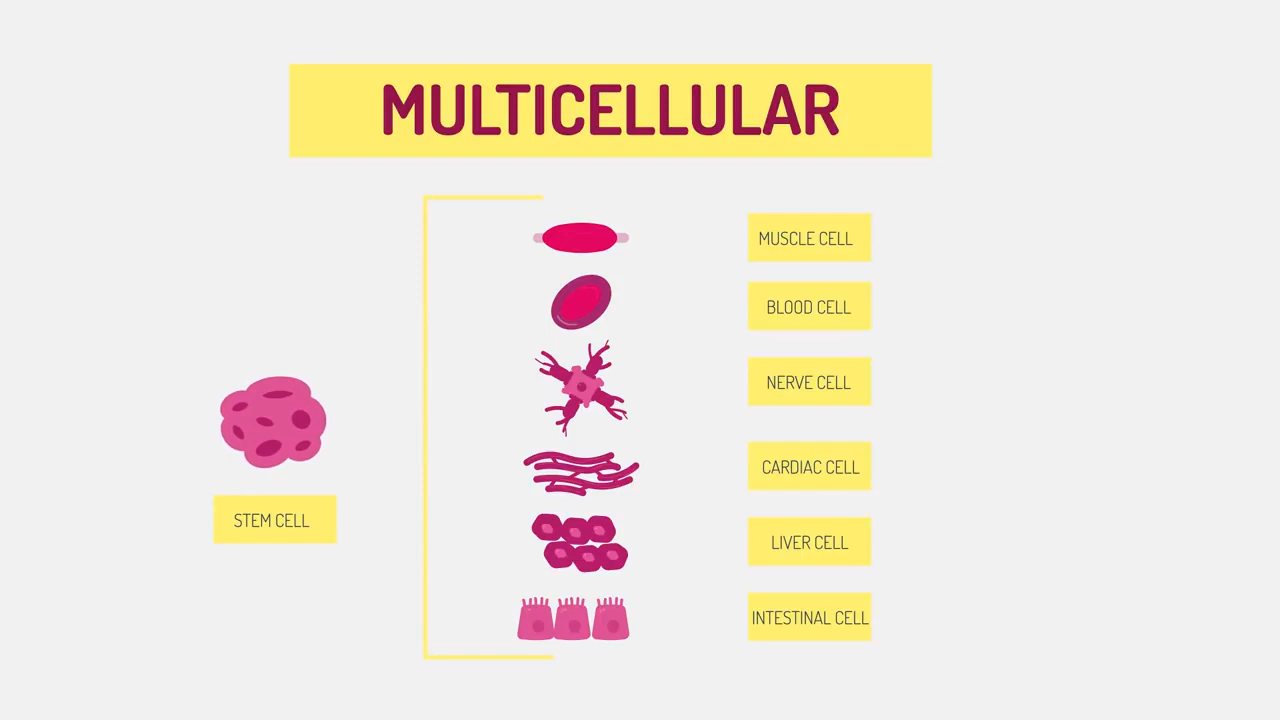 MULTICELLULAR
MUSCLE CELL
BLOOD CELL
NERVE CELL
CARDIAC CELL
LIVER CELL
INTESTINAL CELL
STEM CELL